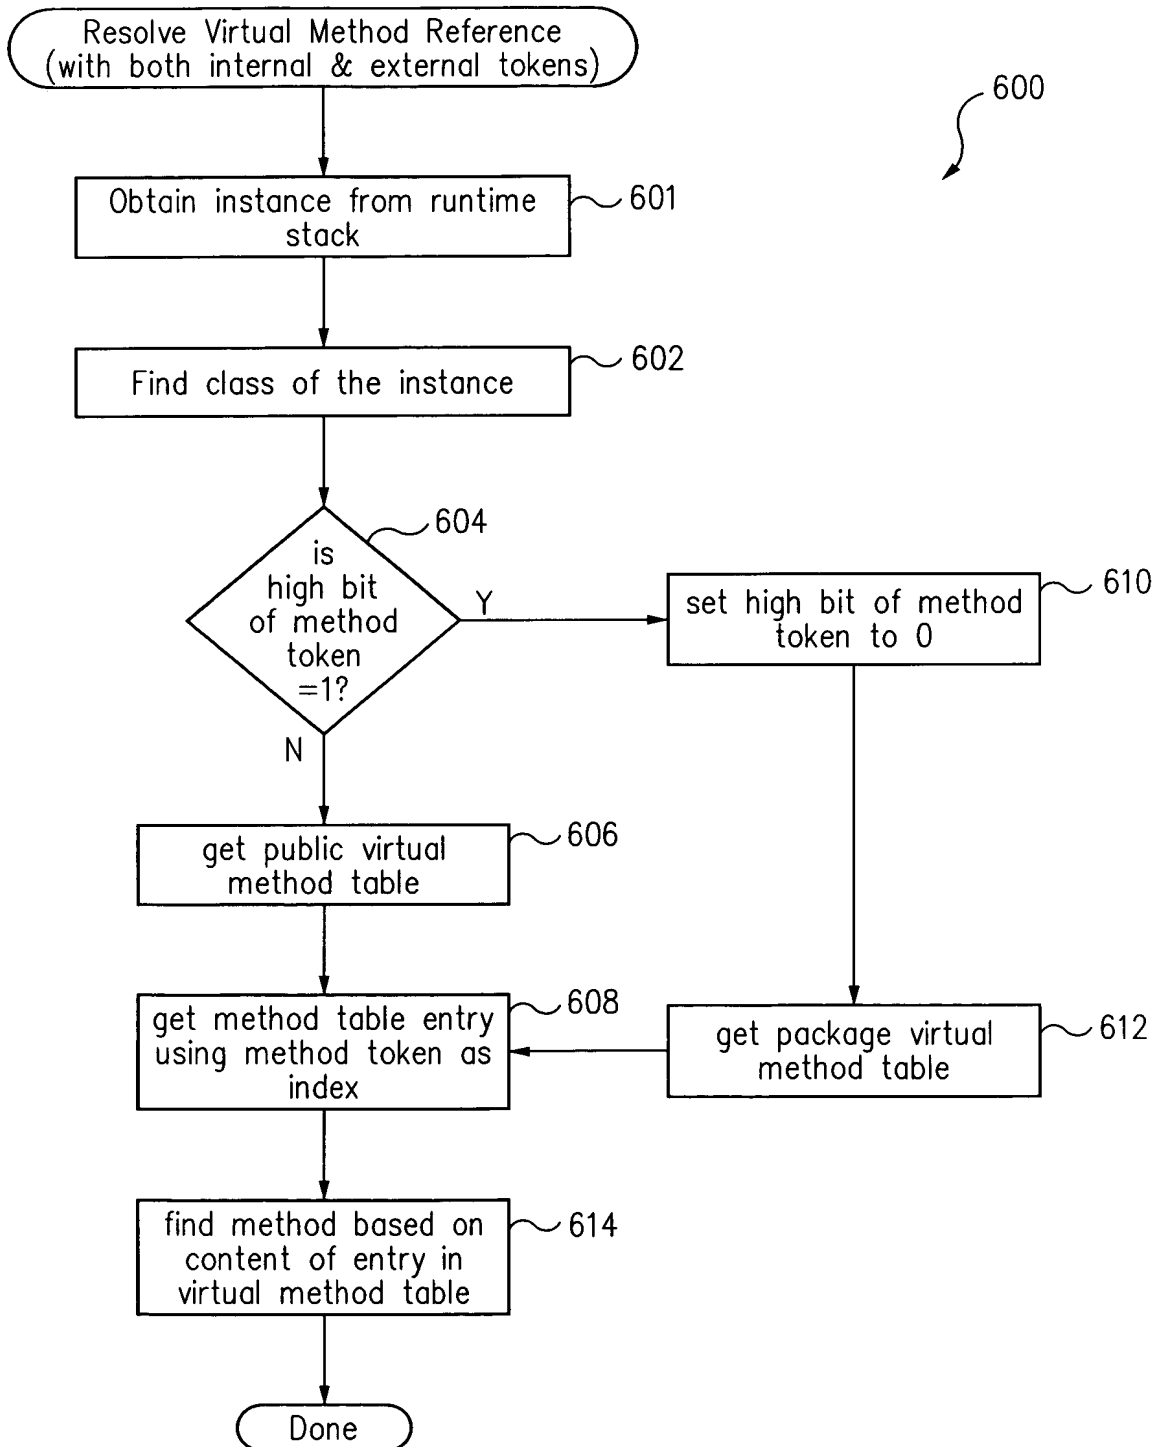 Resolve Virtual Method Reference
(with both internal & external tokens)
600
Obtain instance from runtime
stack
601
Find class of the instance
602
is
high bit
of method
token
=1?
604
Y
N
set high bit of method
token to 0
610
get public virtual
method table
606
get method table entry
using method token as
index
608
get package virtual
method table
612
find method based on
content of entry in
virtual method table
614
Done